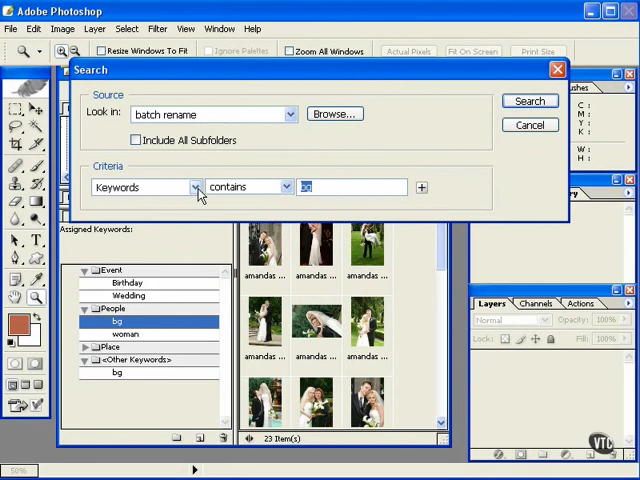 Adobe Photoshop
File Edit Image Layer Select Filter View Window Help
Resize Windows To Fit Ignore Palettes Zoom All Windows Actual Pixels Fit On Screen Print Size
Search
Source
Look in: batch rename Browse...
Include All Subfolders
Search
Cancel
Criteria
Keywords contains bg
ushes
C :
M :
Y :
K :
W :
H :
Assigned Keywords:
Event
Birthday
Wedding
People
bg
woman
Place
<Other Keywords>
bg
amandas ... amandas ... amandas ...
amandas ... amandas ... amandas ...
23 Item(s)
Layers Channels Actions
Normal Opacity: 100%
Lock: Fill: 100%
VTC
50%